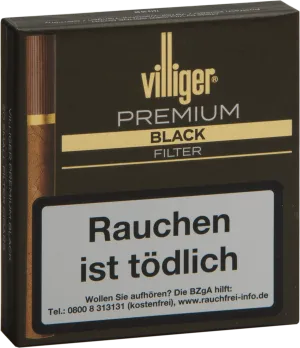 villiger®
PREMIUM
BLACK
FILTER
Rauchen
ist tödlich
Wollen Sie aufhören? Die BZgA hilft:
Tel.: 0800 8 313131 (kostenfrei), www.rauchfrei-info.de